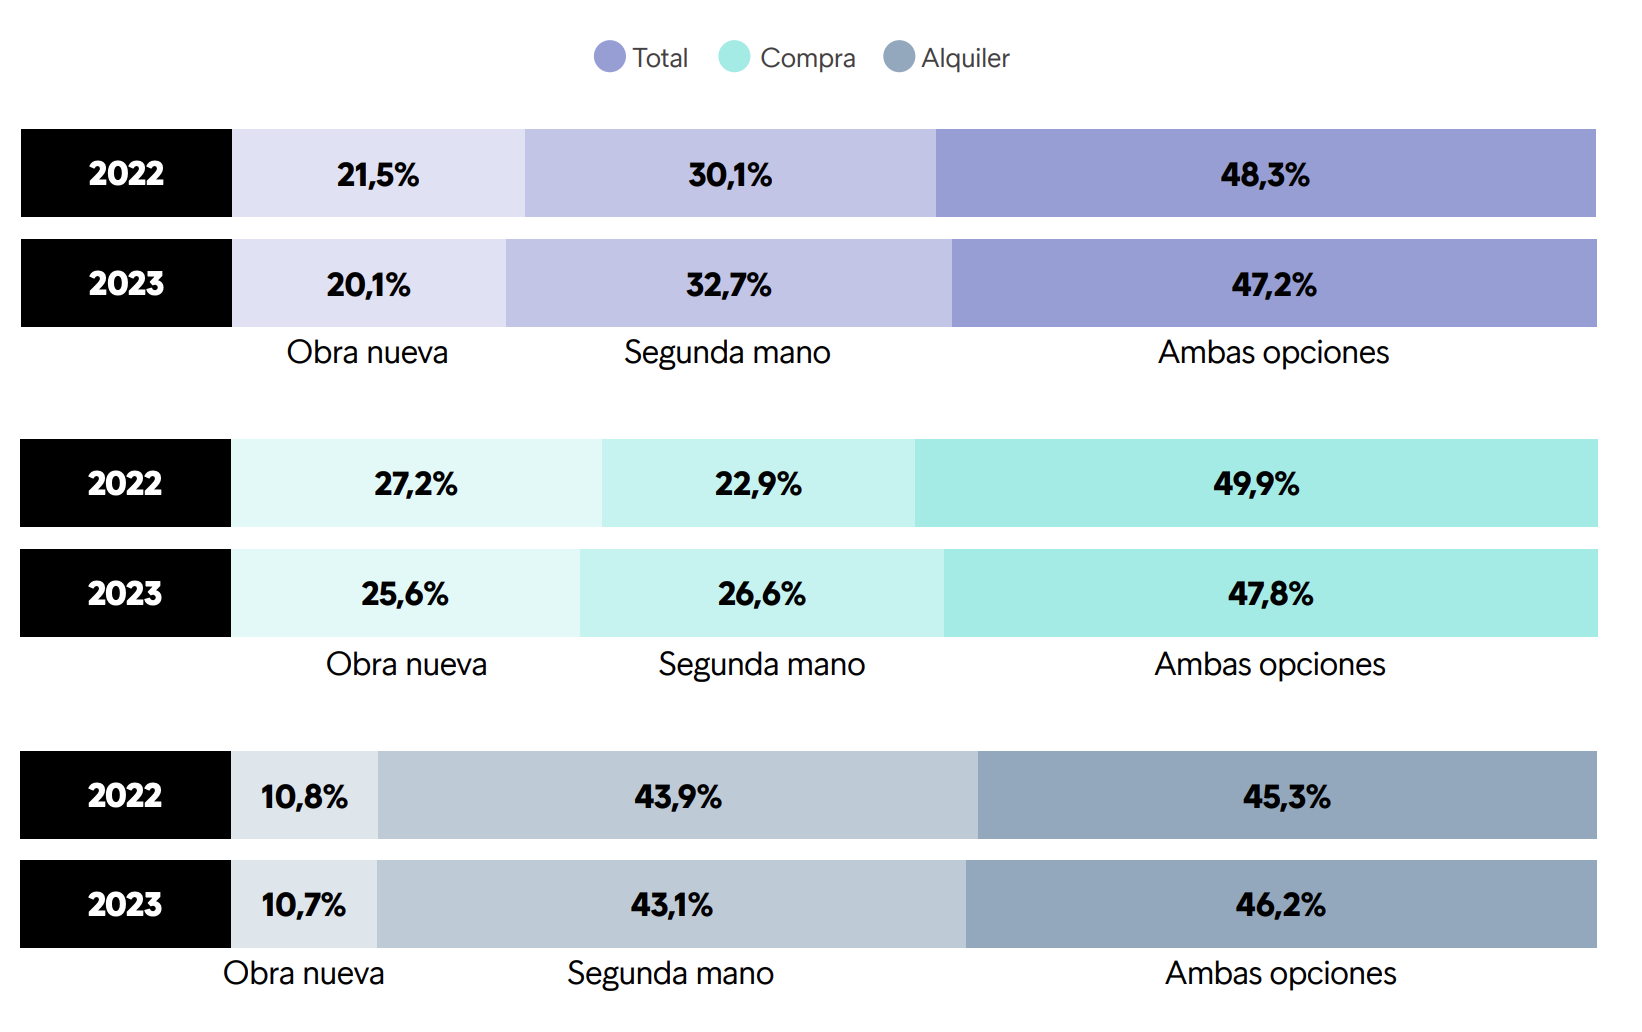 Total Compra Alquiler
2022 21,5% 30,1% 48,3%
2023 20,1% 32,7% 47,2%
Obra nueva Segunda mano Ambas opciones
2022 27,2% 22,9% 49,9%
2023 25,6% 26,6% 47,8%
Obra nueva Segunda mano Ambas opciones
2022 10,8% 43,9% 45,3%
2023 10,7% 43,1% 46,2%
Obra nueva Segunda mano Ambas opciones